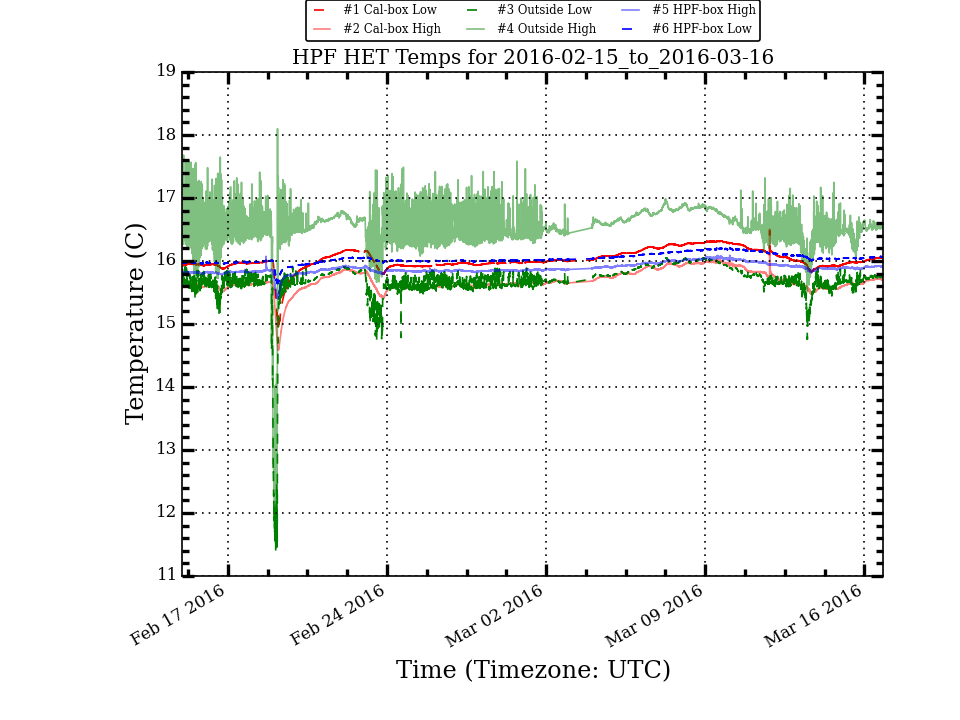 #1 Cal-box Low #3 Outside Low #5 HPF-box High
#2 Cal-box High #4 Outside High #6 HPF-box Low
HPF HET Temps for 2016-02-15_to_2016-03-16
19
18
17
16
15
14
13
12
11
Temperature (C)
Feb 17 2016 Feb 24 2016 Mar 02 2016 Mar 09 2016 Mar 16 2016
Time (Timezone: UTC)